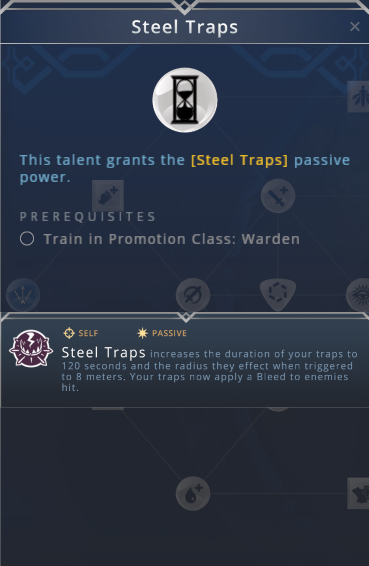 Steel Traps
This talent grants the [Steel Traps] passive
power.
PREREQUISITES
Train in Promotion Class: Warden
SELF PASSIVE
Steel Traps increases the duration of your traps to
120 seconds and the radius they effect when triggered
to 8 meters. Your traps now apply a Bleed to enemies
hit.